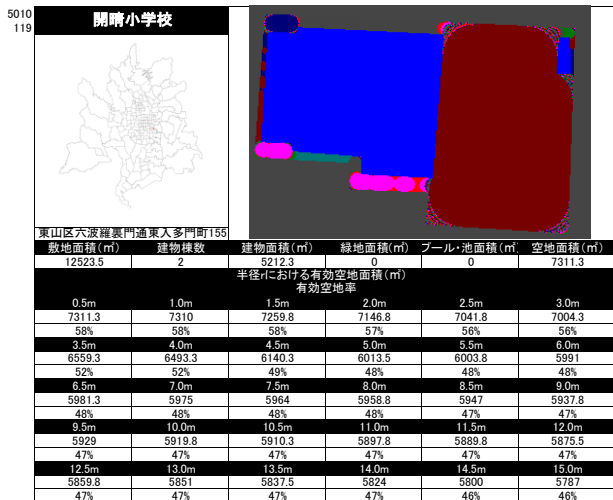 5010
119
開晴小学校
東山区六波羅裏門通東入多門町155
敷地面積(㎡) 建物棟数 建物面積(㎡) 緑地面積(㎡) プール・池面積(㎡) 空地面積(㎡)
12523.5 2 5212.3 0 0 7311.3
半径rにおける有効空地面積(㎡)
有効空地率
0.5m 1.0m 1.5m 2.0m 2.5m 3.0m
7311.3 7310 7259.8 7146.8 7041.8 7004.3
58% 58% 58% 57% 56% 56%
3.5m 4.0m 4.5m 5.0m 5.5m 6.0m
6559.3 6493.3 6140.3 6013.5 6003.8 5991
52% 52% 49% 48% 48% 48%
6.5m 7.0m 7.5m 8.0m 8.5m 9.0m
5981.3 5975 5964 5958.8 5947 5937.8
48% 48% 48% 48% 47% 47%
9.5m 10.0m 10.5m 11.0m 11.5m 12.0m
5929 5919.8 5910.3 5897.8 5889.8 5875.5
47% 47% 47% 47% 47% 47%
12.5m 13.0m 13.5m 14.0m 14.5m 15.0m
5859.8 5851 5837.5 5824 5800 5787
47% 47% 47% 47% 46% 46%